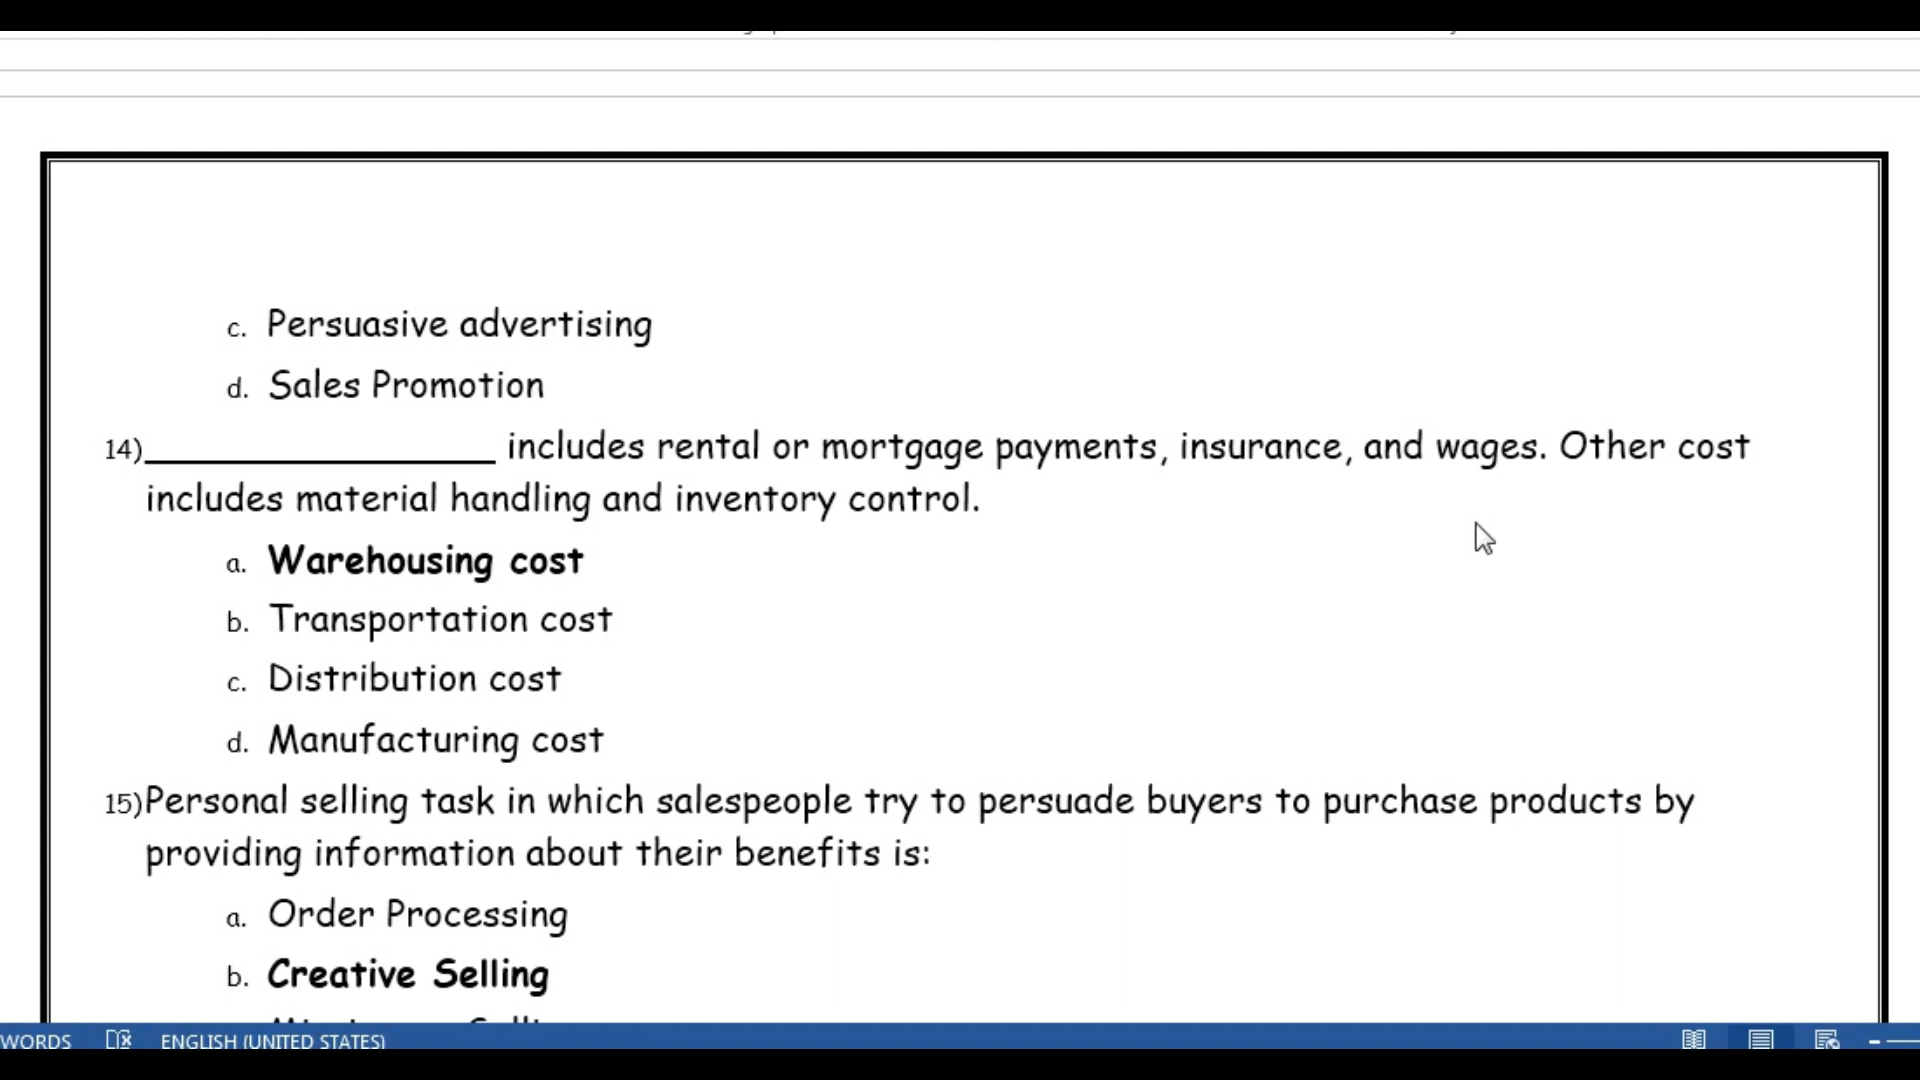 c. Persuasive advertising
d. Sales Promotion
14)__________________ includes rental or mortgage payments, insurance, and wages. Other cost
includes material handling and inventory control.
a. Warehousing cost
b. Transportation cost
c. Distribution cost
d. Manufacturing cost
15)Personal selling task in which salespeople try to persuade buyers to purchase products by
providing information about their benefits is:
a. Order Processing
b. Creative Selling
WORDS ENGLISH (UNITED STATES)